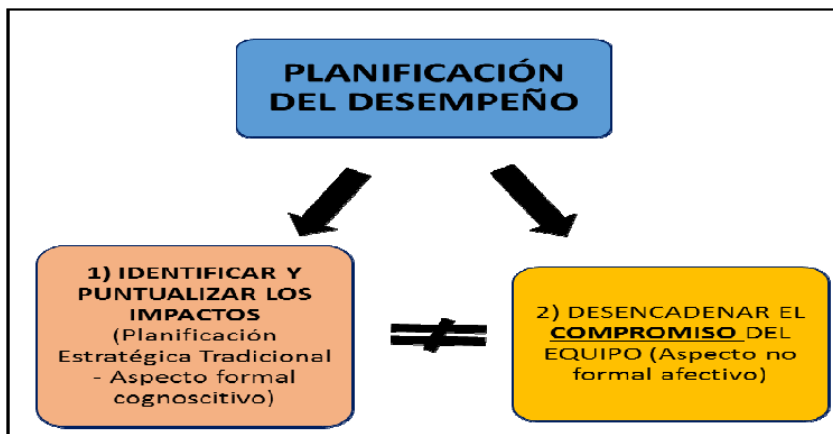 PLANIFICACIÓN
DEL DESEMPEÑO
1) IDENTIFICAR Y
PUNTUALIZAR LOS
IMPACTOS
(Planificación
Estratégica Tradicional
- Aspecto formal
cognoscitivo)
≠
2) DESENCADENAR EL
COMPROMISO DEL
EQUIPO (Aspecto no
formal afectivo)